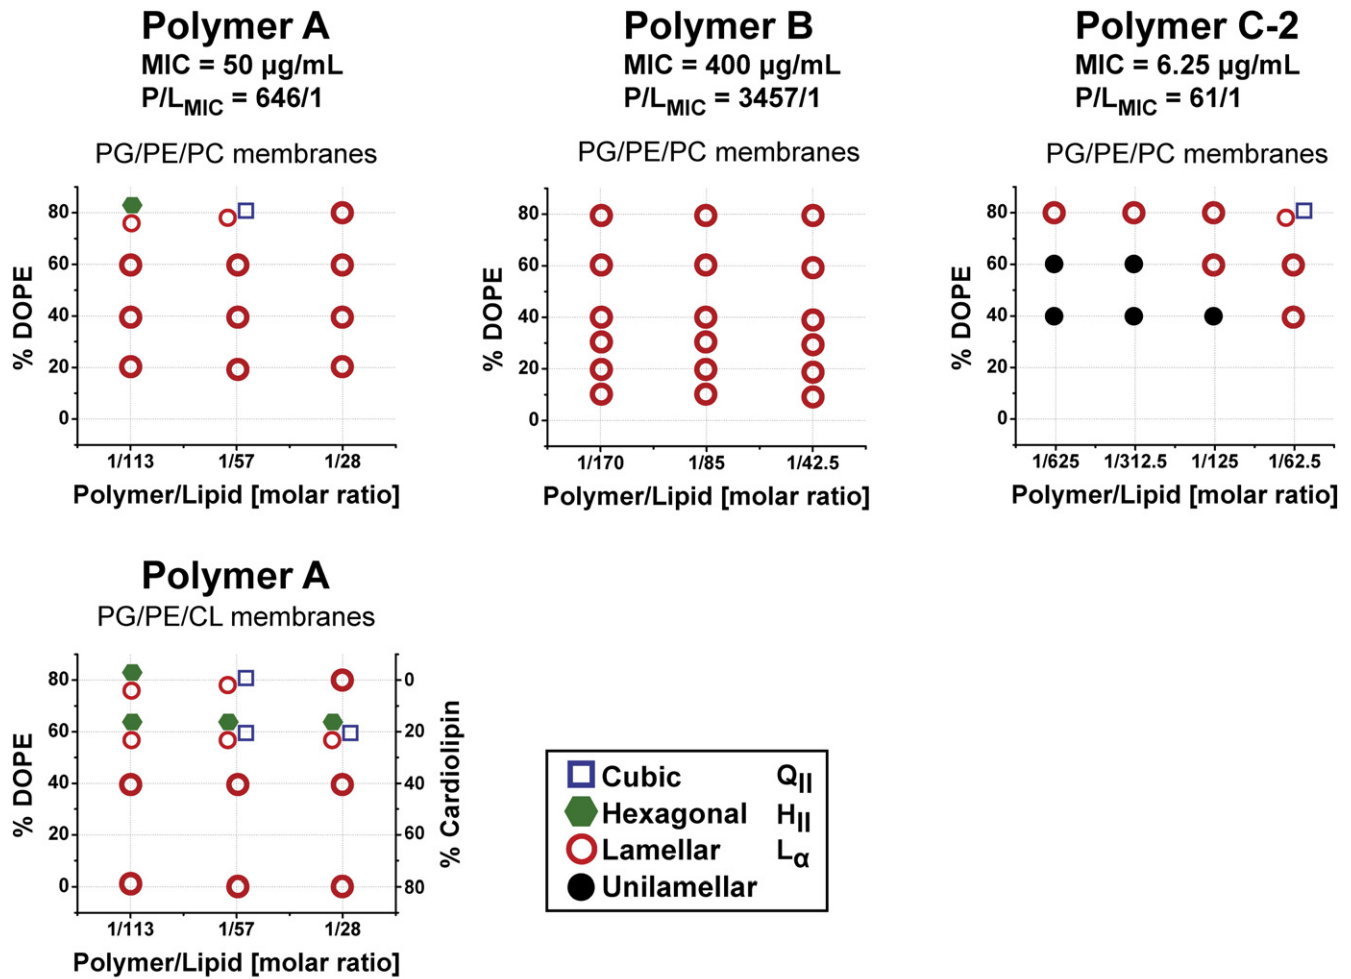 Polymer A
MIC = 50 µg/mL
P/LMIC = 646/1
PG/PE/PC membranes
% DOPE
80
60
40
20
0
1/113 1/57 1/28
Polymer/Lipid [molar ratio]
Polymer B
MIC = 400 µg/mL
P/LMIC = 3457/1
PG/PE/PC membranes
% DOPE
80
60
40
20
0
1/170 1/85 1/42.5
Polymer/Lipid [molar ratio]
Polymer C-2
MIC = 6.25 µg/mL
P/LMIC = 61/1
PG/PE/PC membranes
% DOPE
80
60
40
20
0
1/625 1/312.5 1/125 1/62.5
Polymer/Lipid [molar ratio]
Polymer A
PG/PE/CL membranes
% DOPE
80
60
40
20
0
0
20
40
60
80
% Cardiolipin
1/113 1/57 1/28
Polymer/Lipid [molar ratio]
Cubic QII
Hexagonal HII
Lamellar Lα
Unilamellar